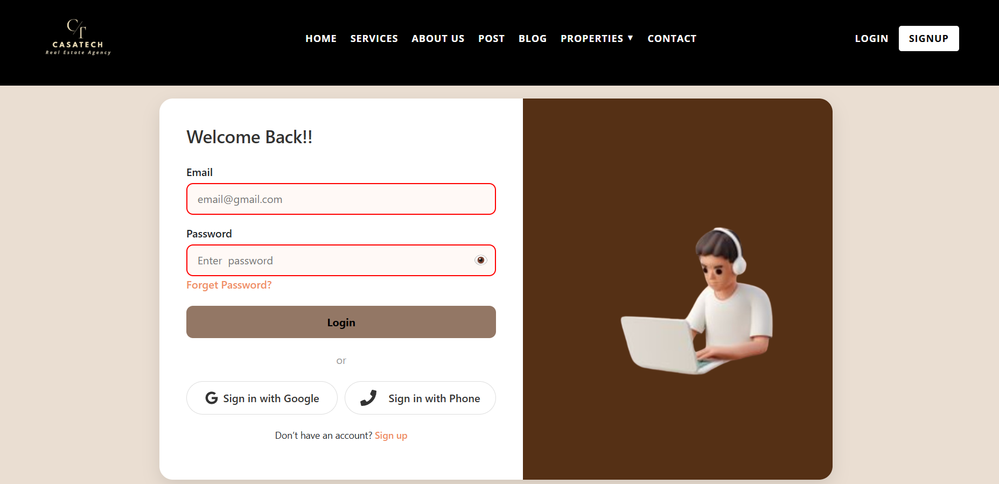 CT
CASATECH
Real Estate Agency
HOME SERVICES ABOUT US POST BLOG PROPERTIES ▼ CONTACT
LOGIN SIGNUP
Welcome Back!!
Email
email@gmail.com
Password
Enter  password
Forget Password?
Login
or
G Sign in with Google
Sign in with Phone
Don’t have an account? Sign up